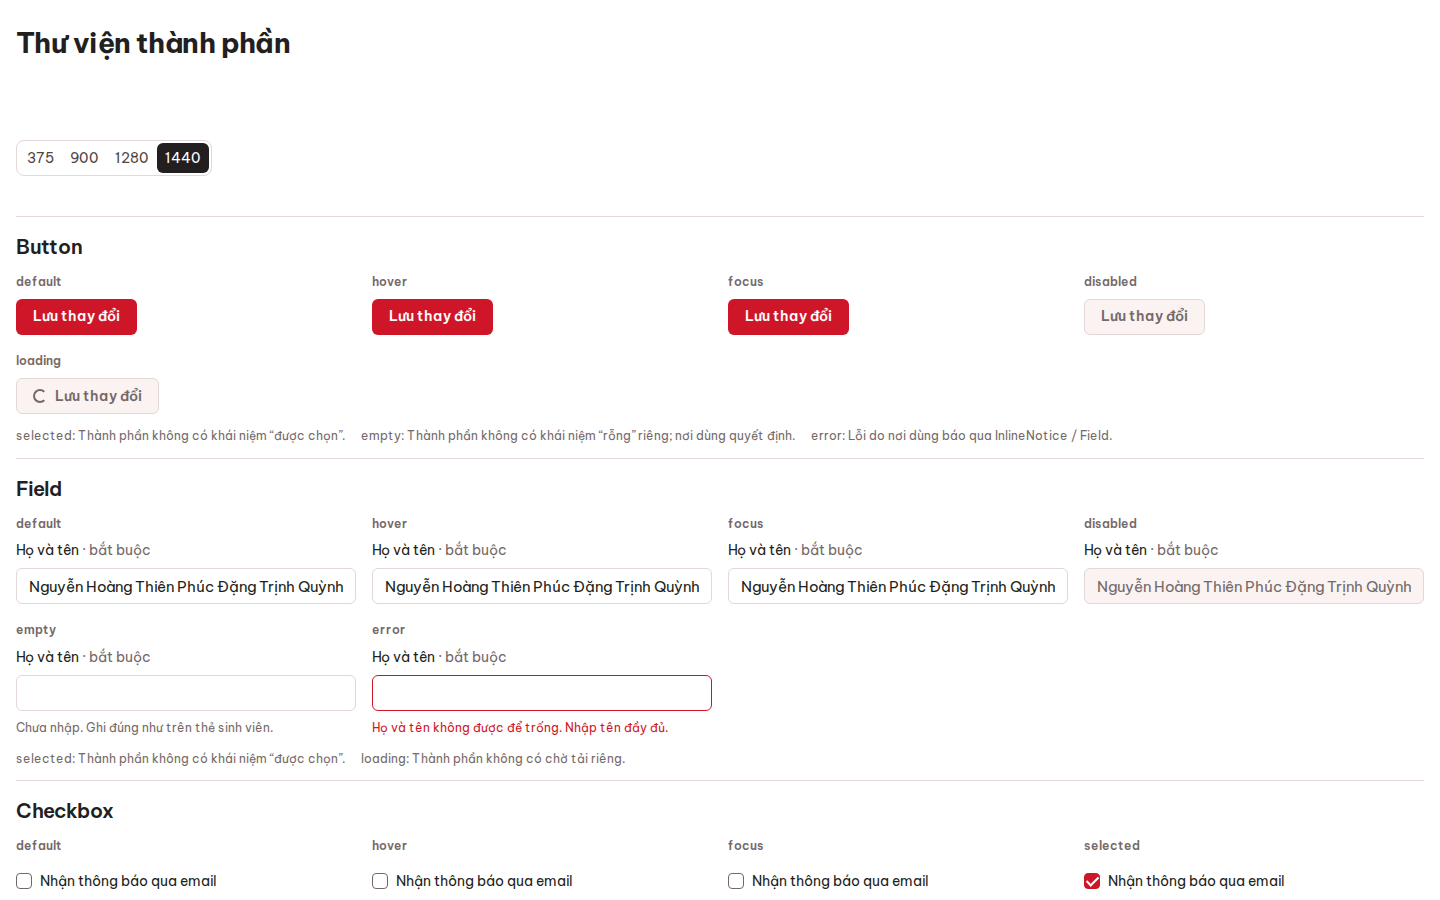 Thư viện thành phần
375 900 1280 1440
Button
default hover focus disabled
Lưu thay đổi Lưu thay đổi Lưu thay đổi Lưu thay đổi
loading
Lưu thay đổi
selected: Thành phần không có khái niệm “được chọn”. empty: Thành phần không có khái niệm “rỗng” riêng; nơi dùng quyết định. error: Lỗi do nơi dùng báo qua InlineNotice / Field.
Field
default hover focus disabled
Họ và tên · bắt buộc Họ và tên · bắt buộc Họ và tên · bắt buộc Họ và tên · bắt buộc
Nguyễn Hoàng Thiên Phúc Đặng Trịnh Quỳnh Nguyễn Hoàng Thiên Phúc Đặng Trịnh Quỳnh Nguyễn Hoàng Thiên Phúc Đặng Trịnh Quỳnh Nguyễn Hoàng Thiên Phúc Đặng Trịnh Quỳnh
empty error
Họ và tên · bắt buộc Họ và tên · bắt buộc
Chưa nhập. Ghi đúng như trên thẻ sinh viên. Họ và tên không được để trống. Nhập tên đầy đủ.
selected: Thành phần không có khái niệm “được chọn”. loading: Thành phần không có chờ tải riêng.
Checkbox
default hover focus selected
Nhận thông báo qua email Nhận thông báo qua email Nhận thông báo qua email Nhận thông báo qua email